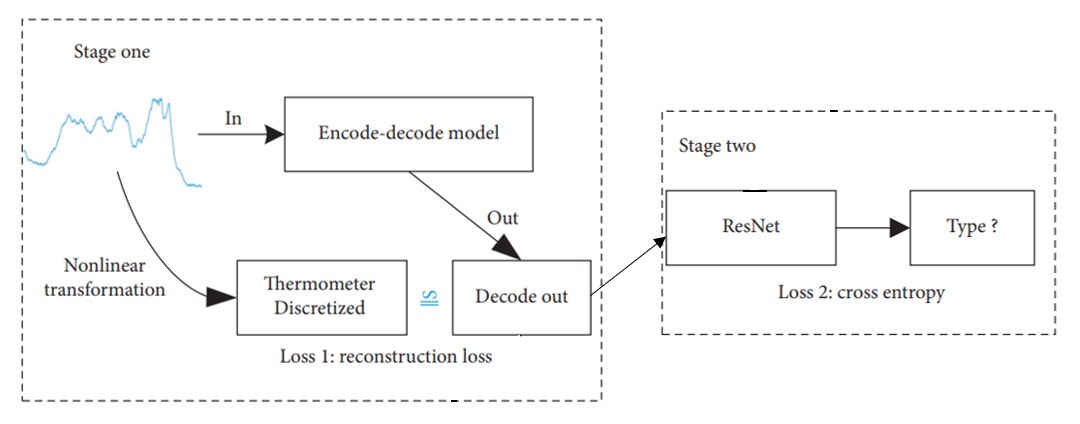 Stage one
In
Encode-decode model
Out
Nonlinear
transformation
Thermometer
Discretized
≌
Decode out
Loss 1: reconstruction loss
Stage two
ResNet
Type ?
Loss 2: cross entropy